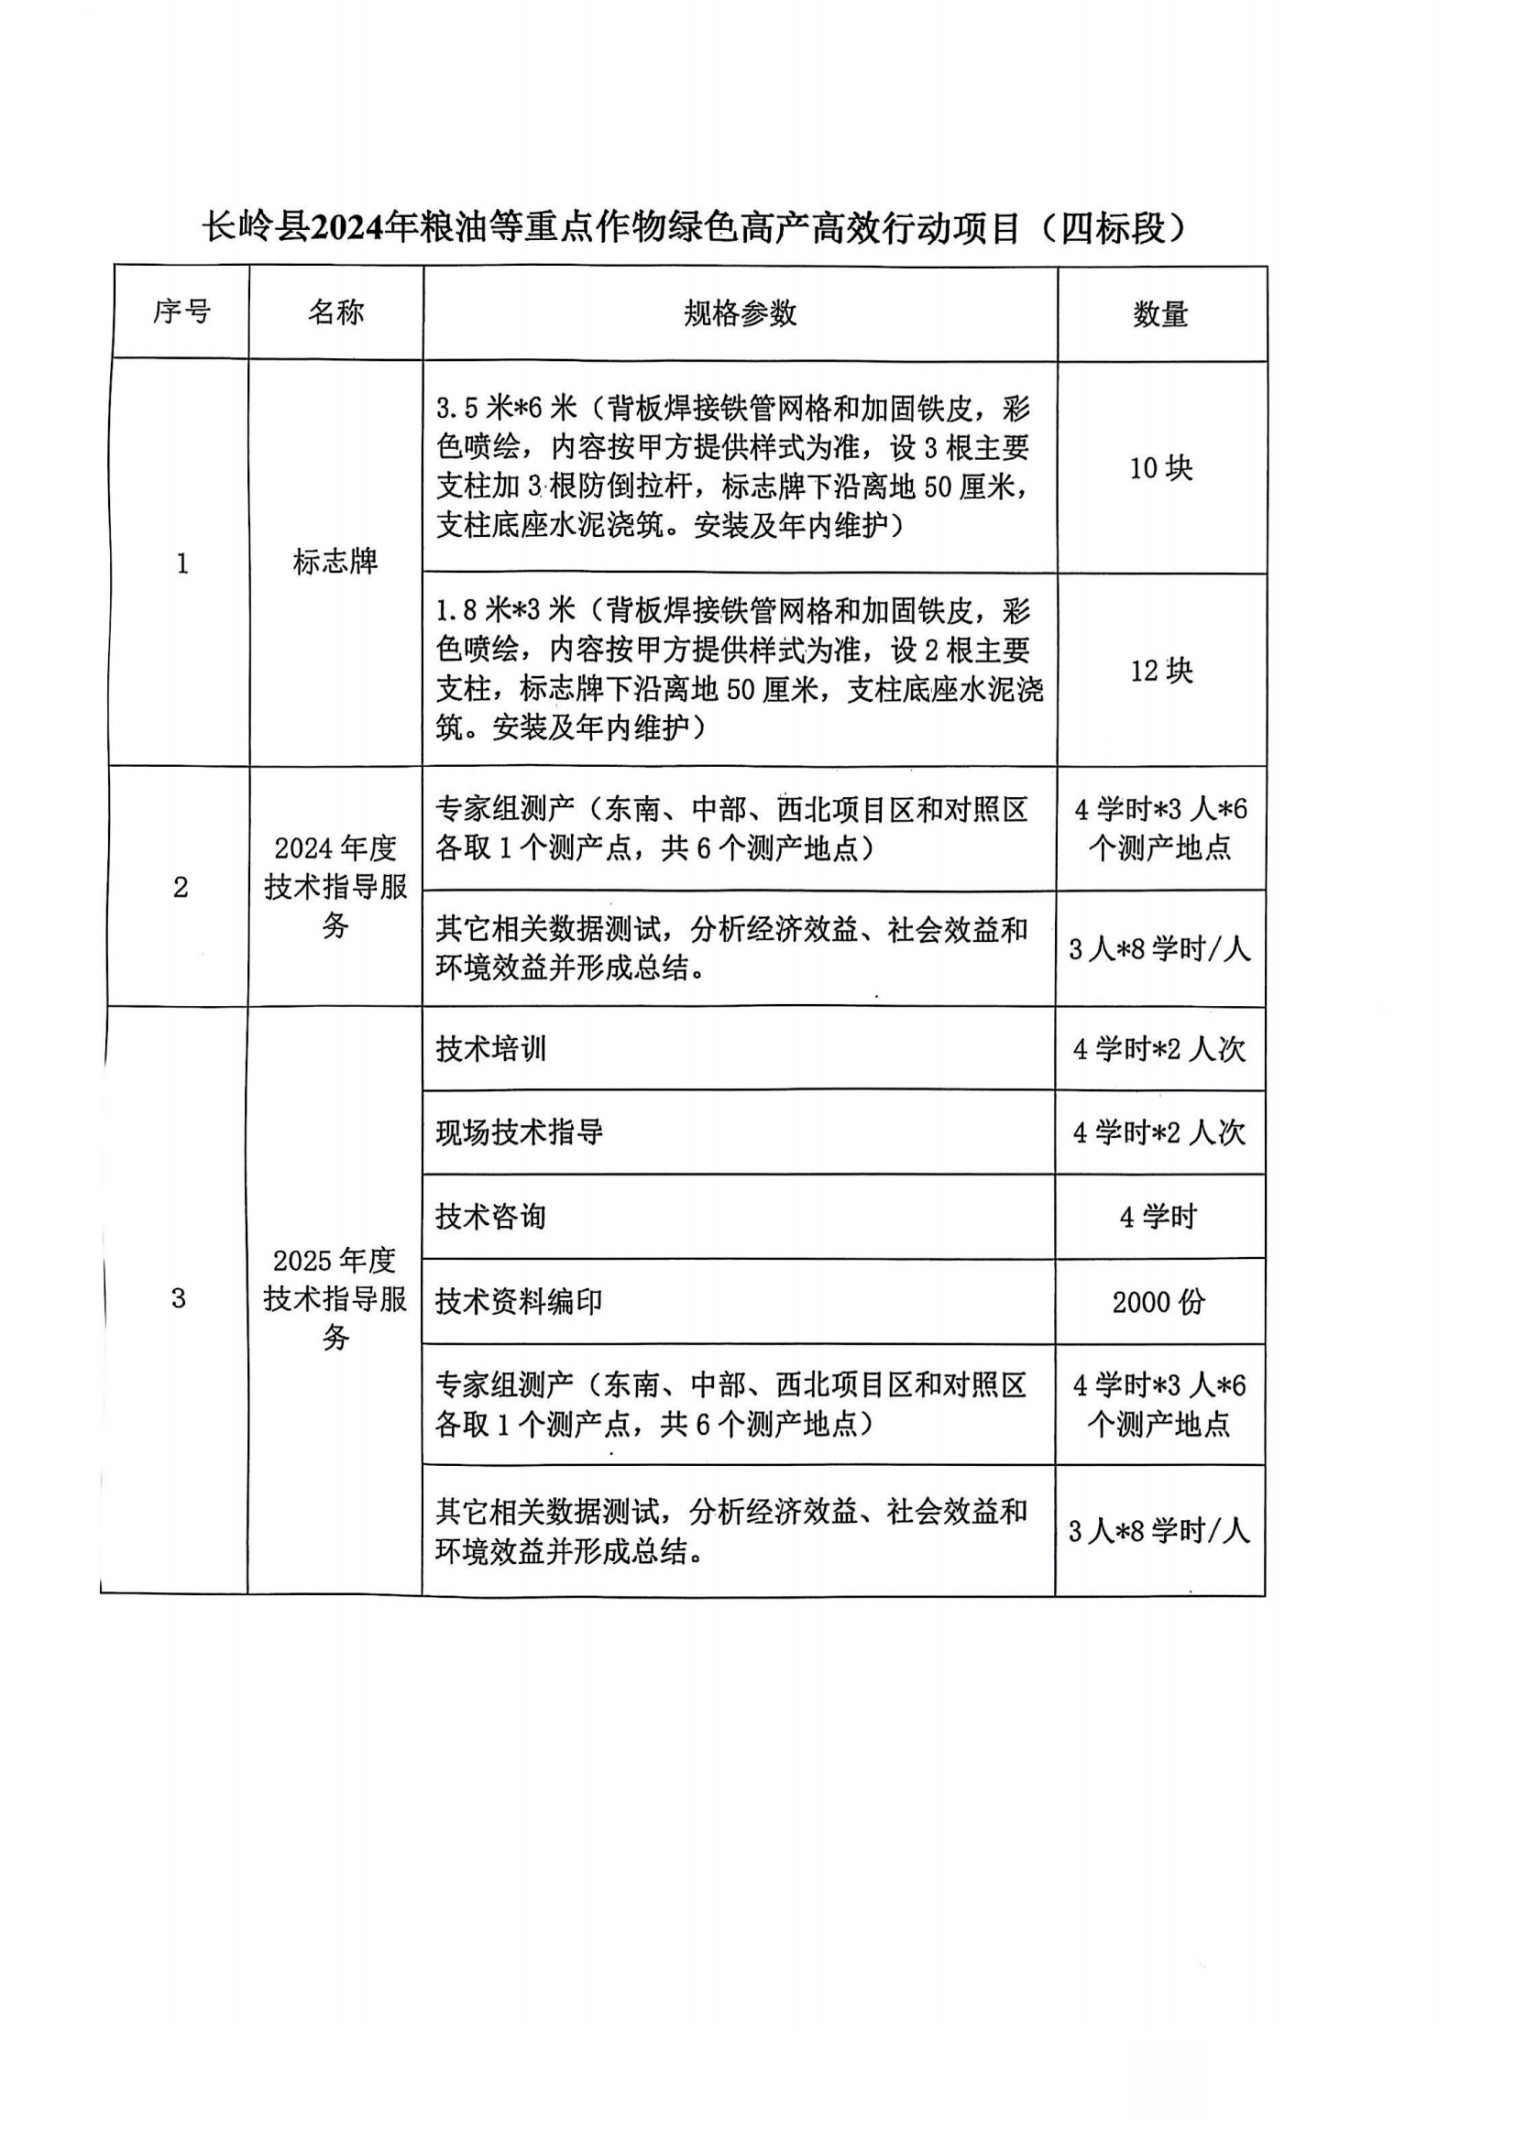 长岭县2024年粮油等重点作物绿色高产高效行动项目（四标段）
序号 名称 规格参数 数量
1
标志牌
3.5米*6米（背板焊接铁管网格和加固铁皮，彩
色喷绘，内容按甲方提供样式为准，设3根主要
支柱加3根防倒拉杆，标志牌下沿离地50厘米，
支柱底座水泥浇筑。安装及年内维护）
10块
1.8米*3米（背板焊接铁管网格和加固铁皮，彩
色喷绘，内容按甲方提供样式为准，设2根主要
支柱，标志牌下沿离地50厘米，支柱底座水泥浇
筑。安装及年内维护）
12块
2
2024年度
技术指导服
务
专家组测产（东南、中部、西北项目区和对照区
各取1个测产点，共6个测产地点）
4学时*3人*6
个测产地点
其它相关数据测试，分析经济效益、社会效益和
环境效益并形成总结。
3人*8学时/人
3
2025年度
技术指导服
务
技术培训
4学时*2人次
现场技术指导
4学时*2人次
技术咨询
4学时
技术资料编印
2000份
专家组测产（东南、中部、西北项目区和对照区
各取1个测产点，共6个测产地点）
4学时*3人*6
个测产地点
其它相关数据测试，分析经济效益、社会效益和
环境效益并形成总结。
3人*8学时/人